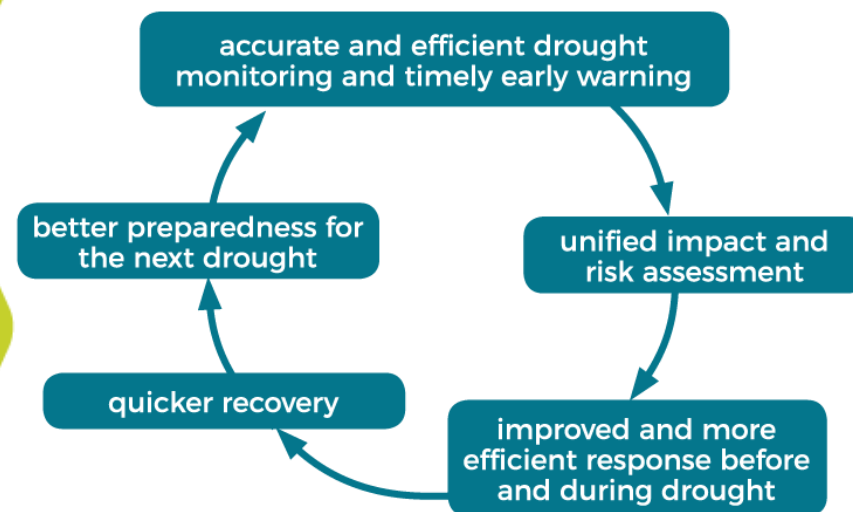 accurate and efficient drought
monitoring and timely early warning
unified impact and
risk assessment
improved and more
efficient response before
and during drought
quicker recovery
better preparedness for
the next drought